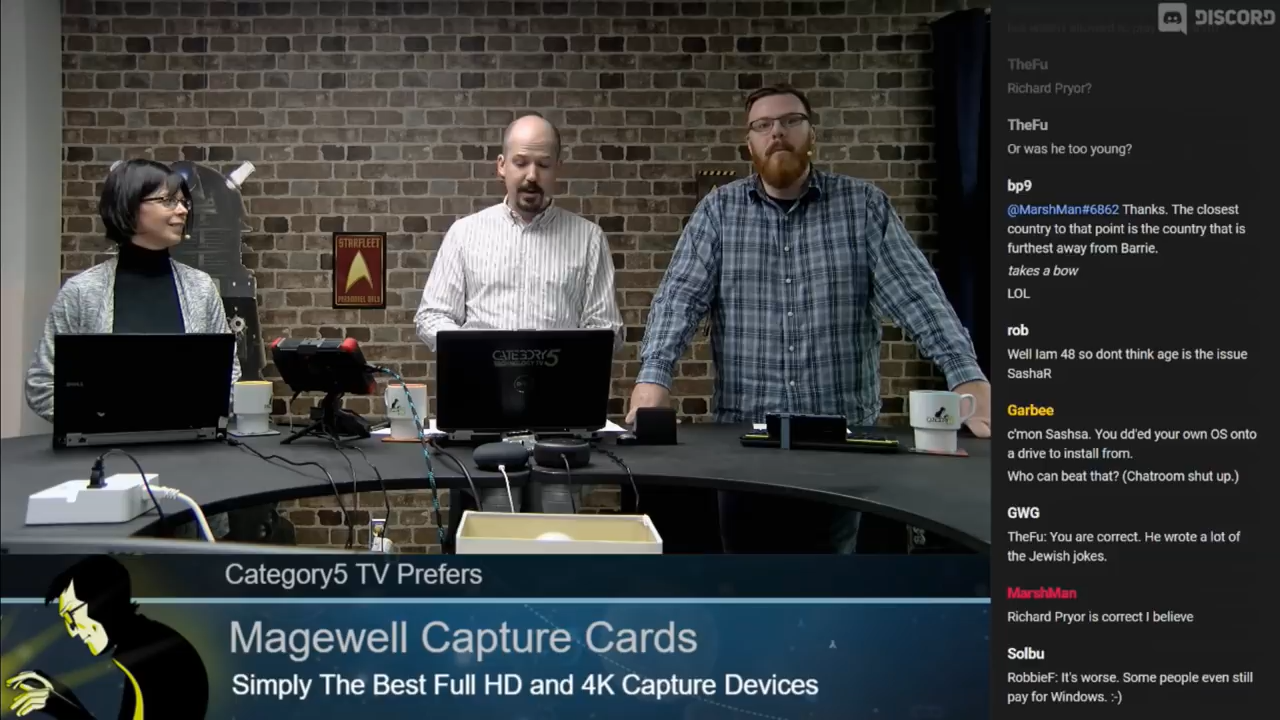 DISCORD
TheFu
Richard Pryor?
TheFu
Or was he too young?
bp9
@MarshMan#6862 Thanks. The closest
country to that point is the country that is
furthest away from Barrie.
takes a bow
LOL
rob
Well Iam 48 so dont think age is the issue
SashaR
Garbee
c'mon Sashsa. You dd'ed your own OS onto
a drive to install from.
Who can beat that? (Chatroom shut up.)
GWG
TheFu: You are correct. He wrote a lot of
the Jewish jokes.
MarshMan
Richard Pryor is correct I believe
Solbu
RobbieF: It's worse. Some people even still
pay for Windows. :-)
STARFLEET
PERSONNEL ONLY
CATEGORY5
TECHNOLOGY TV
DELL
Category5 TV Prefers
Magewell Capture Cards
Simply The Best Full HD and 4K Capture Devices